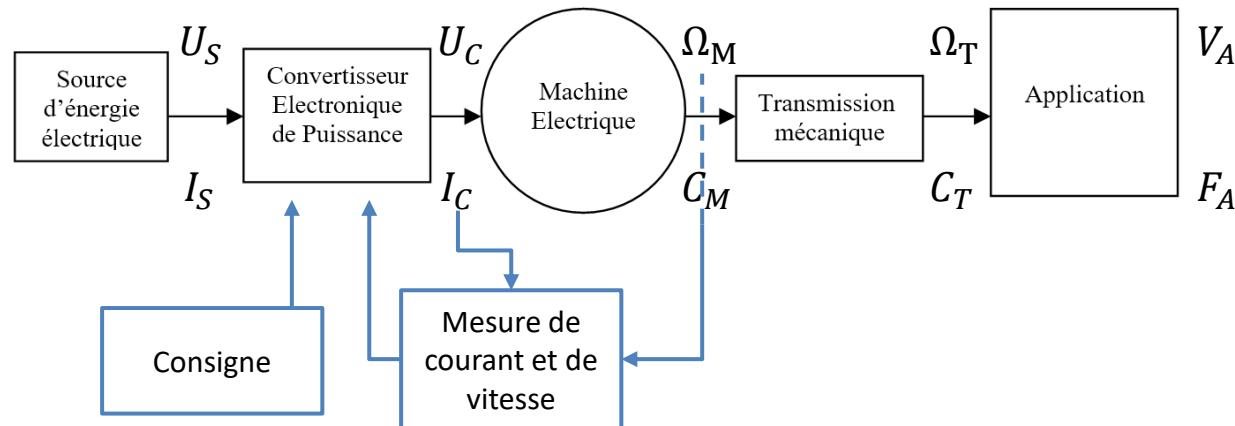 U_S
U_C
Ω_M
Ω_T
V_A
Source
d'énergie
électrique
Convertisseur
Electronique
de Puissance
Machine
Electrique
Transmission
mécanique
Application
I_S
I_C
C_M
C_T
F_A
Consigne
Mesure de
courant et de
vitesse